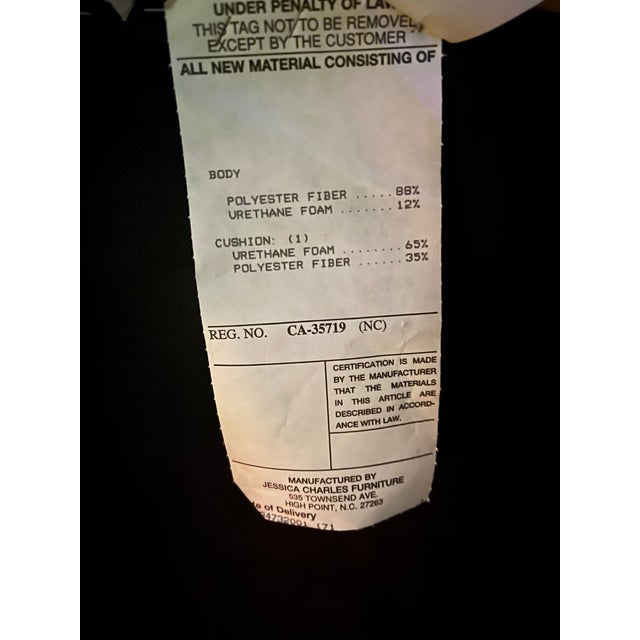 UNDER PENALTY OF
THIS TAG NOT TO BE REMOVED
EXCEPT BY THE CUSTOMER
ALL NEW MATERIAL CONSISTING OF
BODY
POLYESTER FIBER ..... 88%
URETHANE FOAM ....... 12%
CUSHION: (1)
URETHANE FOAM ........ 65%
POLYESTER FIBER ...... 35%
REG. NO. CA-35719 (NC)
CERTIFICATION IS MADE
BY THE MANUFACTURER
THAT THE MATERIALS
IN THIS ARTICLE ARE
DESCRIBED IN ACCORD-
ANCE WITH LAW.
MANUFACTURED BY
JESSICA CHARLES FURNITURE
535 TOWNSEND AVE.
HIGH POINT, N.C. 27263
of Delivery